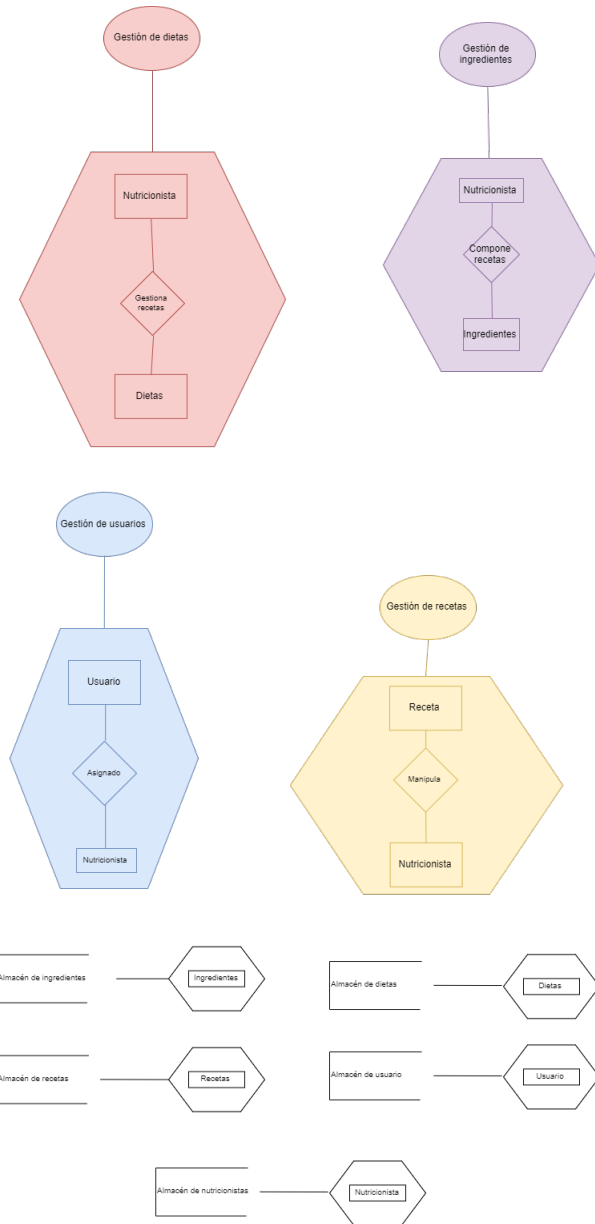 Gestión de dietas
Nutricionista
Gestiona
recetas
Dietas
Gestión de
ingredientes
Nutricionista
Compone
recetas
Ingredientes
Gestión de usuarios
Usuario
Asignado
Nutricionista
Gestión de recetas
Receta
Manipula
Nutricionista
Almacén de ingredientes
Ingredientes
Almacén de dietas
Dietas
Almacén de recetas
Recetas
Almacén de usuario
Usuario
Almacén de nutricionistas
Nutricionista